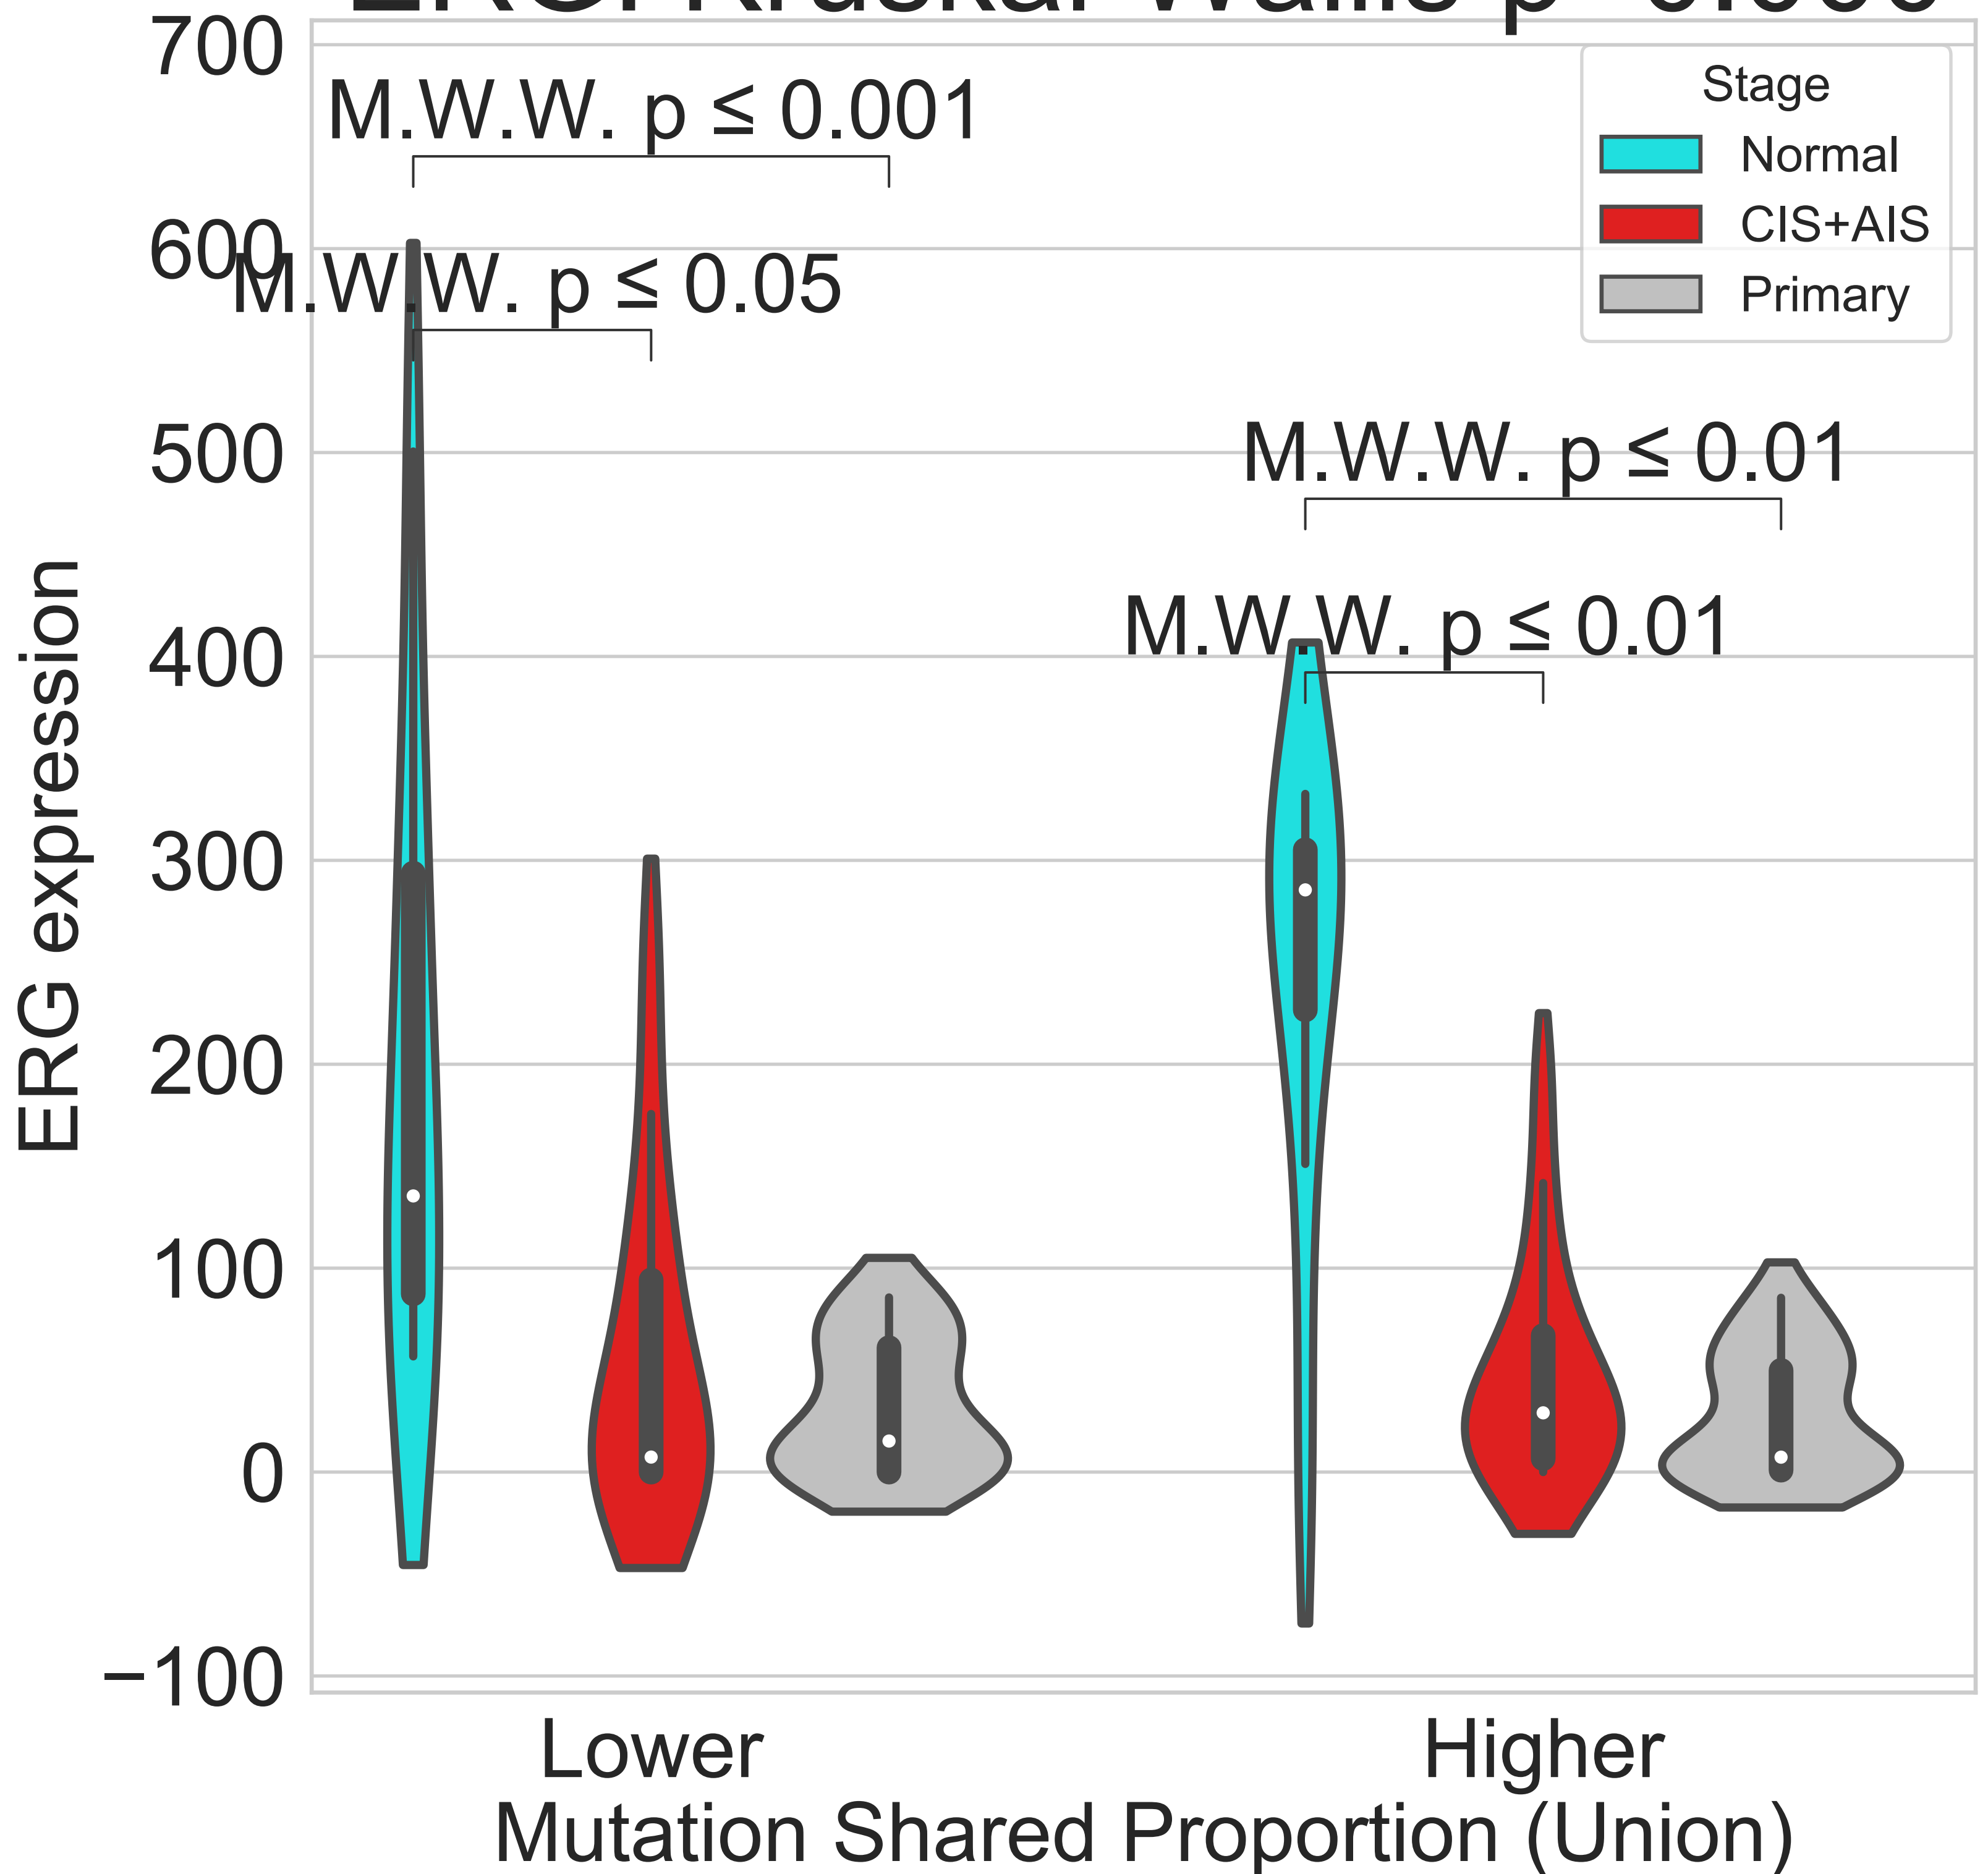 700
600
500
400
300
200
100
0
−100
ERG expression
M.W.W. p ≤ 0.001
M.W.W. p ≤ 0.05
M.W.W. p ≤ 0.01
M.W.W. p ≤ 0.01
Stage
Normal
CIS+AIS
Primary
Lower
Higher
Mutation Shared Proportion (Union)